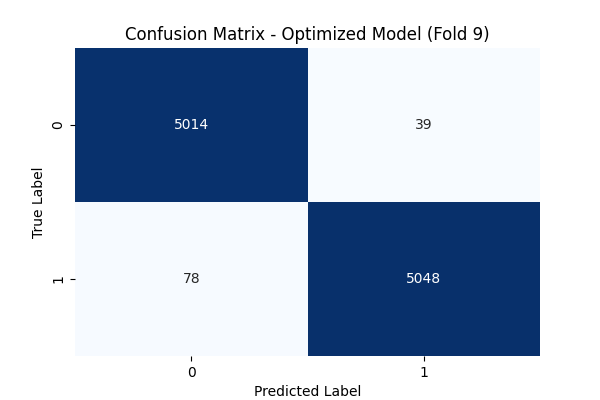 Confusion Matrix - Optimized Model (Fold 9)
True Label
0
5014
39
1
78
5048
0
1
Predicted Label